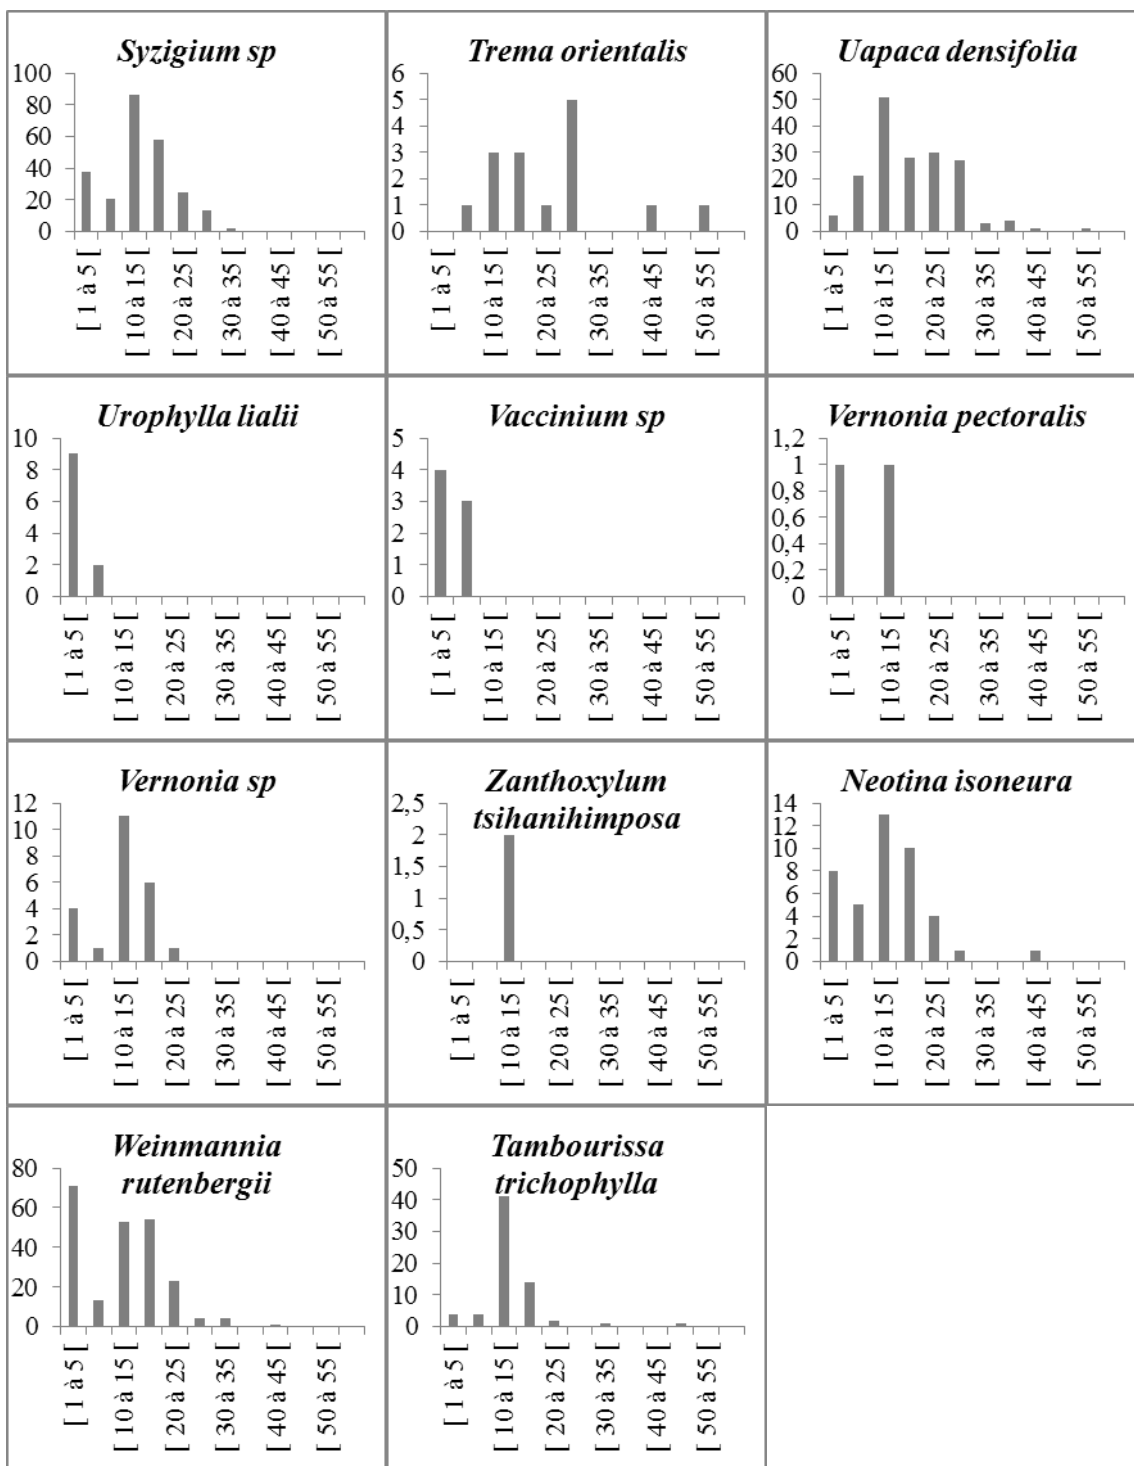 Syzigium sp
100
80
60
40
20
0
[ 1 à 5 [
[ 10 à 15 [
[ 20 à 25 [
[ 30 à 35 [
[ 40 à 45 [
[ 50 à 55 [
Trema orientalis
6
5
4
3
2
1
0
[ 1 à 5 [
[ 10 à 15 [
[ 20 à 25 [
[ 30 à 35 [
[ 40 à 45 [
[ 50 à 55 [
Uapaca densifolia
60
50
40
30
20
10
0
[ 1 à 5 [
[ 10 à 15 [
[ 20 à 25 [
[ 30 à 35 [
[ 40 à 45 [
[ 50 à 55 [
Urophylla lialii
10
8
6
4
2
0
[ 1 à 5 [
[ 10 à 15 [
[ 20 à 25 [
[ 30 à 35 [
[ 40 à 45 [
[ 50 à 55 [
Vaccinium sp
5
4
3
2
1
0
[ 1 à 5 [
[ 10 à 15 [
[ 20 à 25 [
[ 30 à 35 [
[ 40 à 45 [
[ 50 à 55 [
Vernonia pectoralis
1,2
1
0,8
0,6
0,4
0,2
0
[ 1 à 5 [
[ 10 à 15 [
[ 20 à 25 [
[ 30 à 35 [
[ 40 à 45 [
[ 50 à 55 [
Vernonia sp
12
10
8
6
4
2
0
[ 1 à 5 [
[ 10 à 15 [
[ 20 à 25 [
[ 30 à 35 [
[ 40 à 45 [
[ 50 à 55 [
Zanthoxylum
tsihanihimposa
2,5
2
1,5
1
0,5
0
[ 1 à 5 [
[ 10 à 15 [
[ 20 à 25 [
[ 30 à 35 [
[ 40 à 45 [
[ 50 à 55 [
Neotina isoneura
14
12
10
8
6
4
2
0
[ 1 à 5 [
[ 10 à 15 [
[ 20 à 25 [
[ 30 à 35 [
[ 40 à 45 [
[ 50 à 55 [
Weinmannia
rutenbergii
80
60
40
20
0
[ 1 à 5 [
[ 10 à 15 [
[ 20 à 25 [
[ 30 à 35 [
[ 40 à 45 [
[ 50 à 55 [
Tambourissa
trichophylla
50
40
30
20
10
0
[ 1 à 5 [
[ 10 à 15 [
[ 20 à 25 [
[ 30 à 35 [
[ 40 à 45 [
[ 50 à 55 [